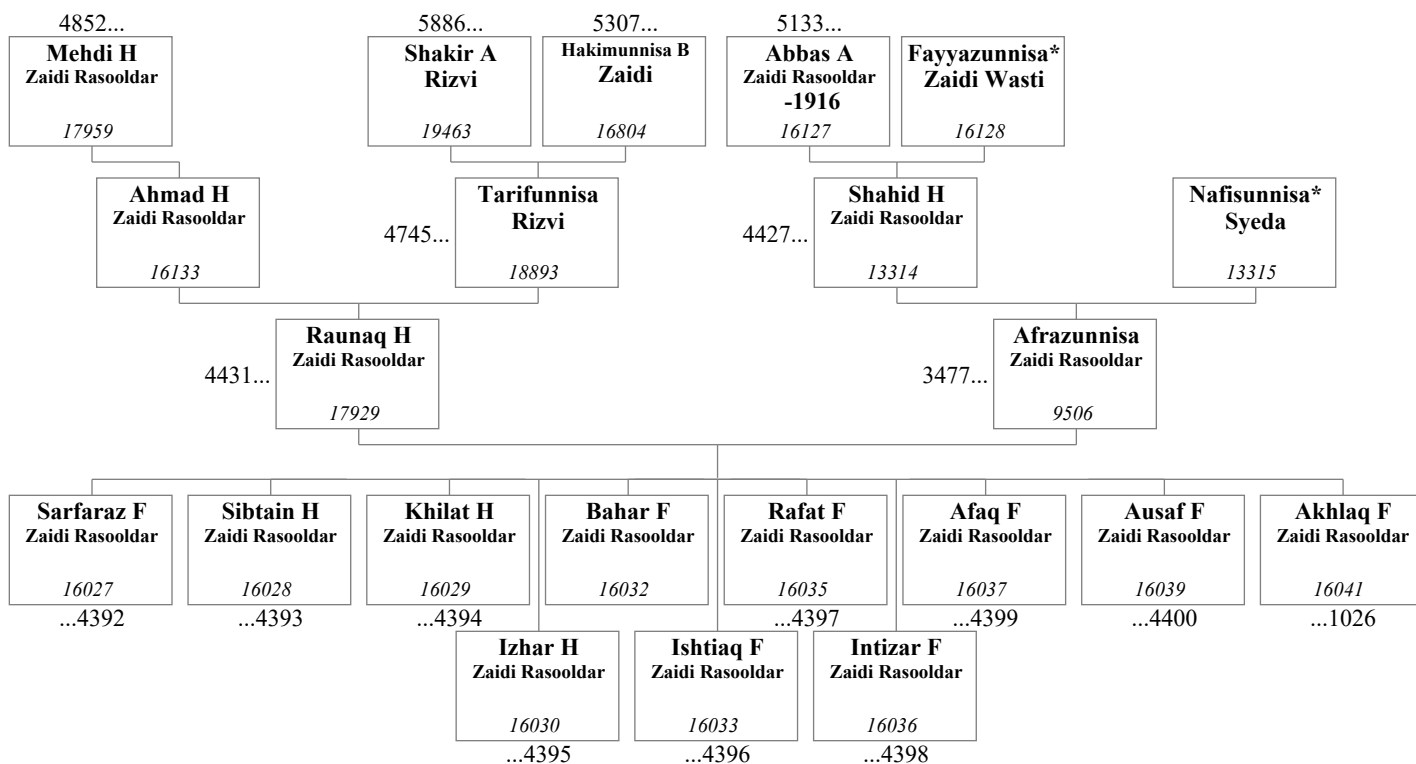 4852...
5886...
5307...
5133...
Mehdi H
Zaidi Rasooldar
17959
Shakir A
Rizvi
19463
Hakimunnisa B
Zaidi
16804
Abbas A
Zaidi Rasooldar
-1916
16127
Fayyazunnisa*
Zaidi Wasti
16128
Ahmad H
Zaidi Rasooldar
16133
4745...
Tarifunnisa
Rizvi
18893
4427...
Shahid H
Zaidi Rasooldar
13314
Nafisunnisa*
Syeda
13315
4431...
Raunaq H
Zaidi Rasooldar
17929
3477...
Afrazunnisa
Zaidi Rasooldar
9506
Sarfaraz F
Zaidi Rasooldar
16027
...4392
Sibtain H
Zaidi Rasooldar
16028
...4393
Khilat H
Zaidi Rasooldar
16029
...4394
Bahar F
Zaidi Rasooldar
16032
Rafat F
Zaidi Rasooldar
16035
...4397
Afaq F
Zaidi Rasooldar
16037
...4399
Ausaf F
Zaidi Rasooldar
16039
...4400
Akhlaq F
Zaidi Rasooldar
16041
...1026
Izhar H
Zaidi Rasooldar
16030
...4395
Ishtiaq F
Zaidi Rasooldar
16033
...4396
Intizar F
Zaidi Rasooldar
16036
...4398